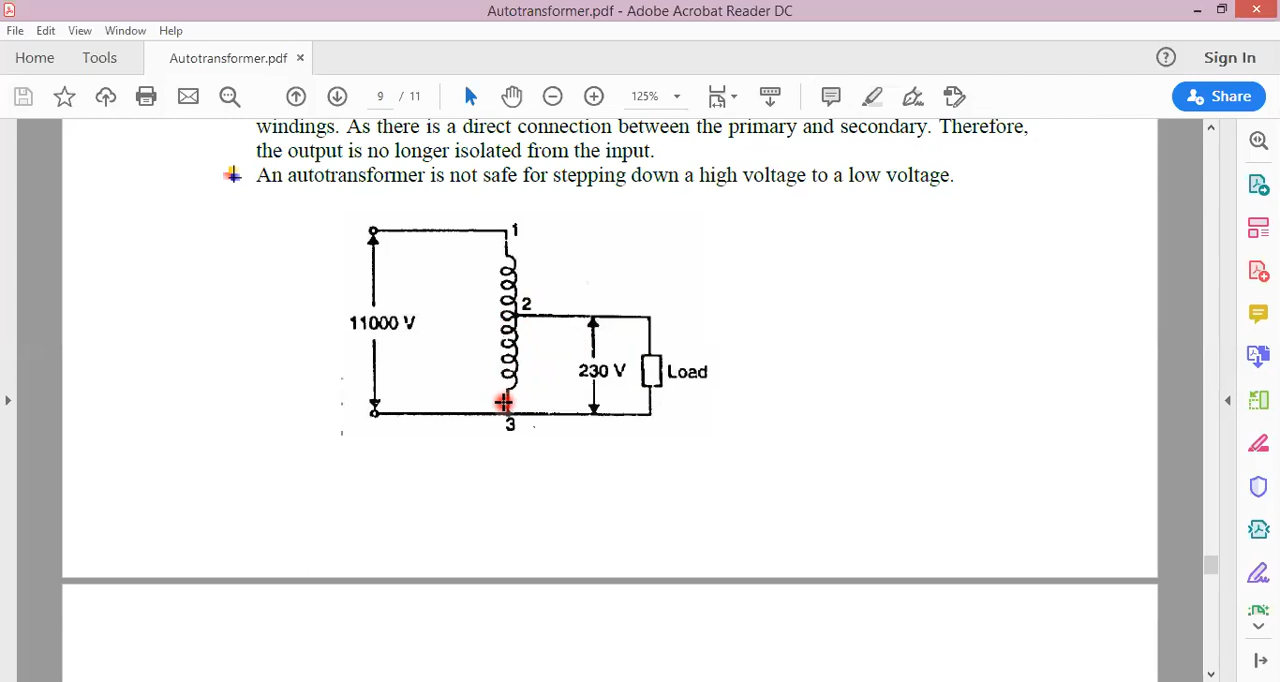 Autotransformer.pdf - Adobe Acrobat Reader DC
File Edit View Window Help
Home Tools Autotransformer.pdf × ? Sign In
9 / 11 125% Share
windings. As there is a direct connection between the primary and secondary. Therefore,
the output is no longer isolated from the input.
An autotransformer is not safe for stepping down a high voltage to a low voltage.
1
2
11000 V
230 V Load
3